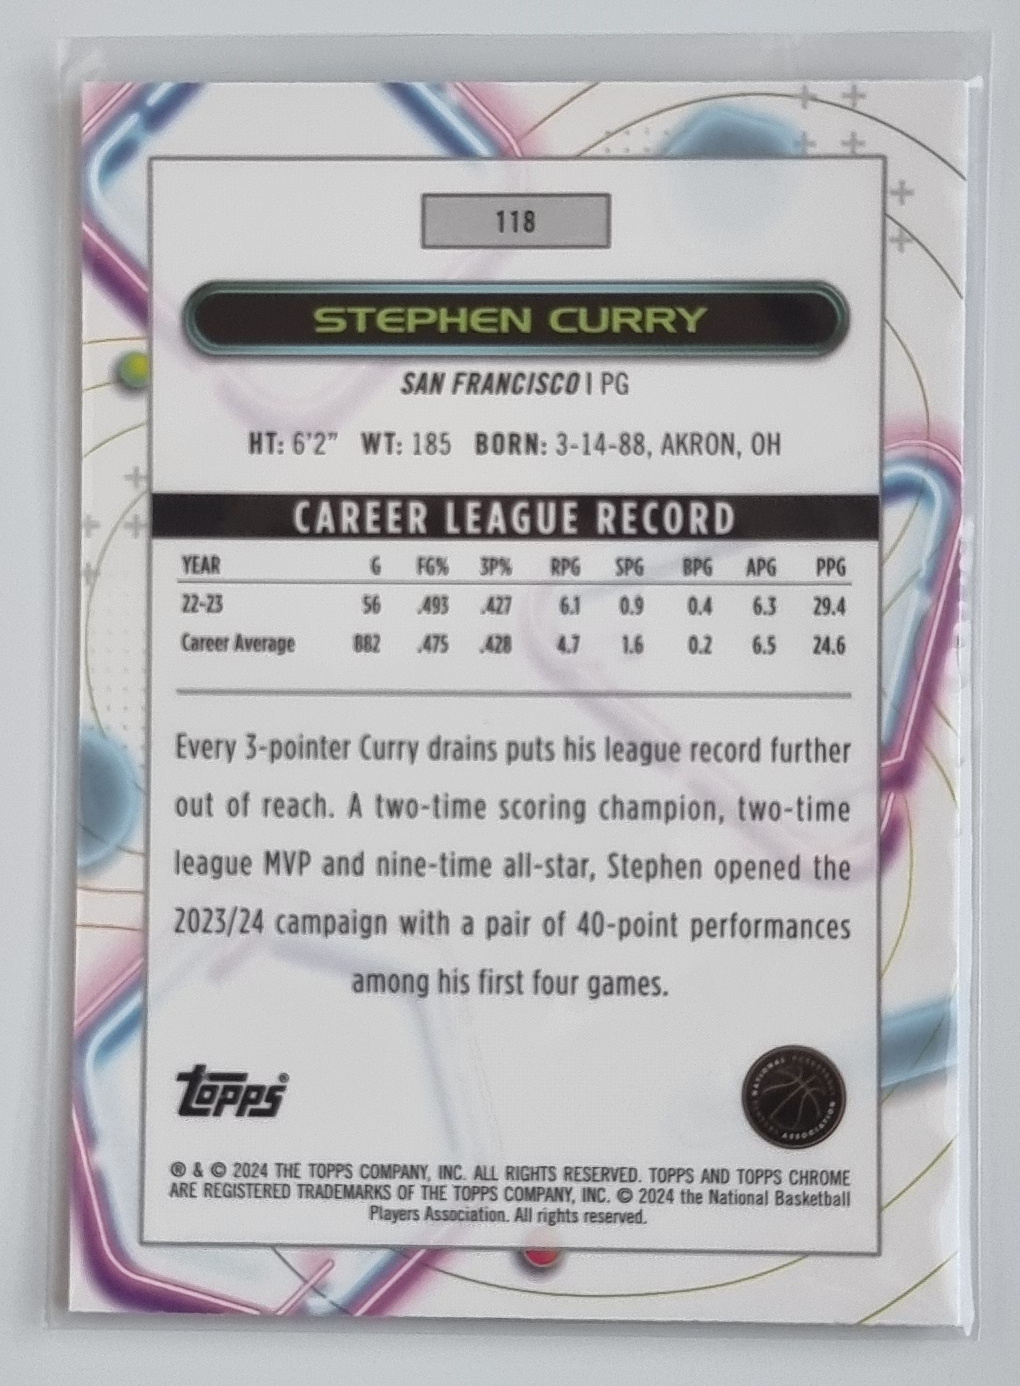 118
STEPHEN CURRY
SAN FRANCISCO | PG
HT: 6'2" WT: 185 BORN: 3-14-88, AKRON, OH
CAREER LEAGUE RECORD
YEAR G FG% 3P% RPG SPG BPG APG PPG
22-23 56 .493 .427 6.1 0.9 0.4 6.3 29.4
Career Average 882 .475 .428 4.7 1.6 0.2 6.5 24.6
Every 3-pointer Curry drains puts his league record further
out of reach. A two-time scoring champion, two-time
league MVP and nine-time all-star, Stephen opened the
2023/24 campaign with a pair of 40-point performances
among his first four games.
topps®
NATIONAL BASKETBALL
ASSOCIATION
® & © 2024 THE TOPPS COMPANY, INC. ALL RIGHTS RESERVED. TOPPS AND TOPPS CHROME
ARE REGISTERED TRADEMARKS OF THE TOPPS COMPANY, INC. © 2024 the National Basketball
Players Association. All rights reserved.